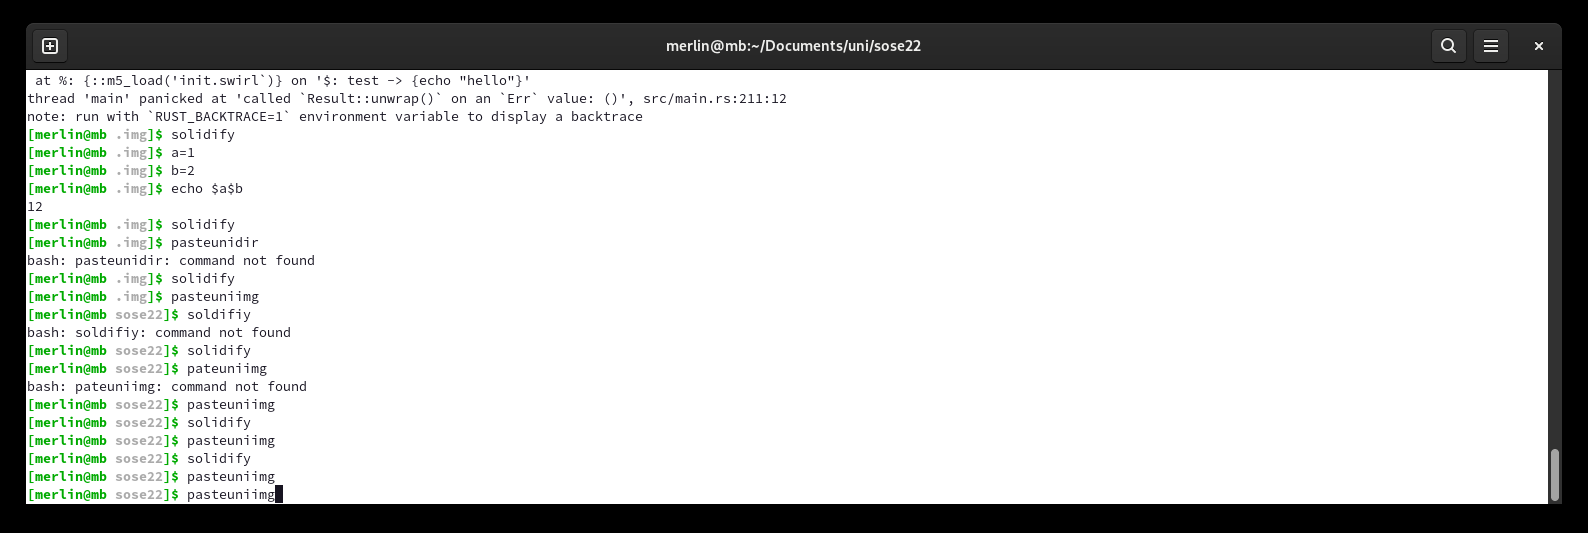 merlin@mb:~/Documents/uni/sose22
 at %: {::m5_load('init.swirl`)} on '$: test -> {echo "hello"}'
thread 'main' panicked at 'called `Result::unwrap()` on an `Err` value: ()', src/main.rs:211:12
note: run with `RUST_BACKTRACE=1` environment variable to display a backtrace
[merlin@mb .img]$ solidify
[merlin@mb .img]$ a=1
[merlin@mb .img]$ b=2
[merlin@mb .img]$ echo $a$b
12
[merlin@mb .img]$ solidify
[merlin@mb .img]$ pasteunidir
bash: pasteunidir: command not found
[merlin@mb .img]$ solidify
[merlin@mb .img]$ pasteuniimg
[merlin@mb sose22]$ soldifiy
bash: soldifiy: command not found
[merlin@mb sose22]$ solidify
[merlin@mb sose22]$ pateuniimg
bash: pateuniimg: command not found
[merlin@mb sose22]$ pasteuniimg
[merlin@mb sose22]$ solidify
[merlin@mb sose22]$ pasteuniimg
[merlin@mb sose22]$ solidify
[merlin@mb sose22]$ pasteuniimg
[merlin@mb sose22]$ pasteuniimg